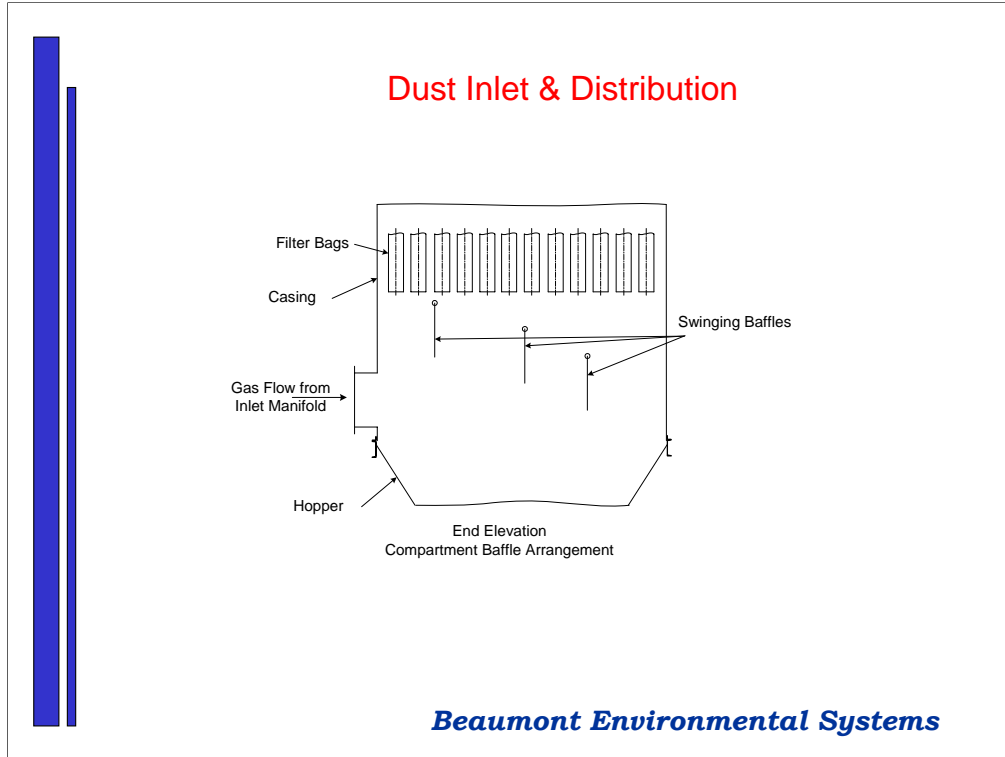 Dust Inlet & Distribution
Filter Bags
Casing
Swinging Baffles
Gas Flow from
Inlet Manifold
Hopper
End Elevation
Compartment Baffle Arrangement
Beaumont Environmental Systems